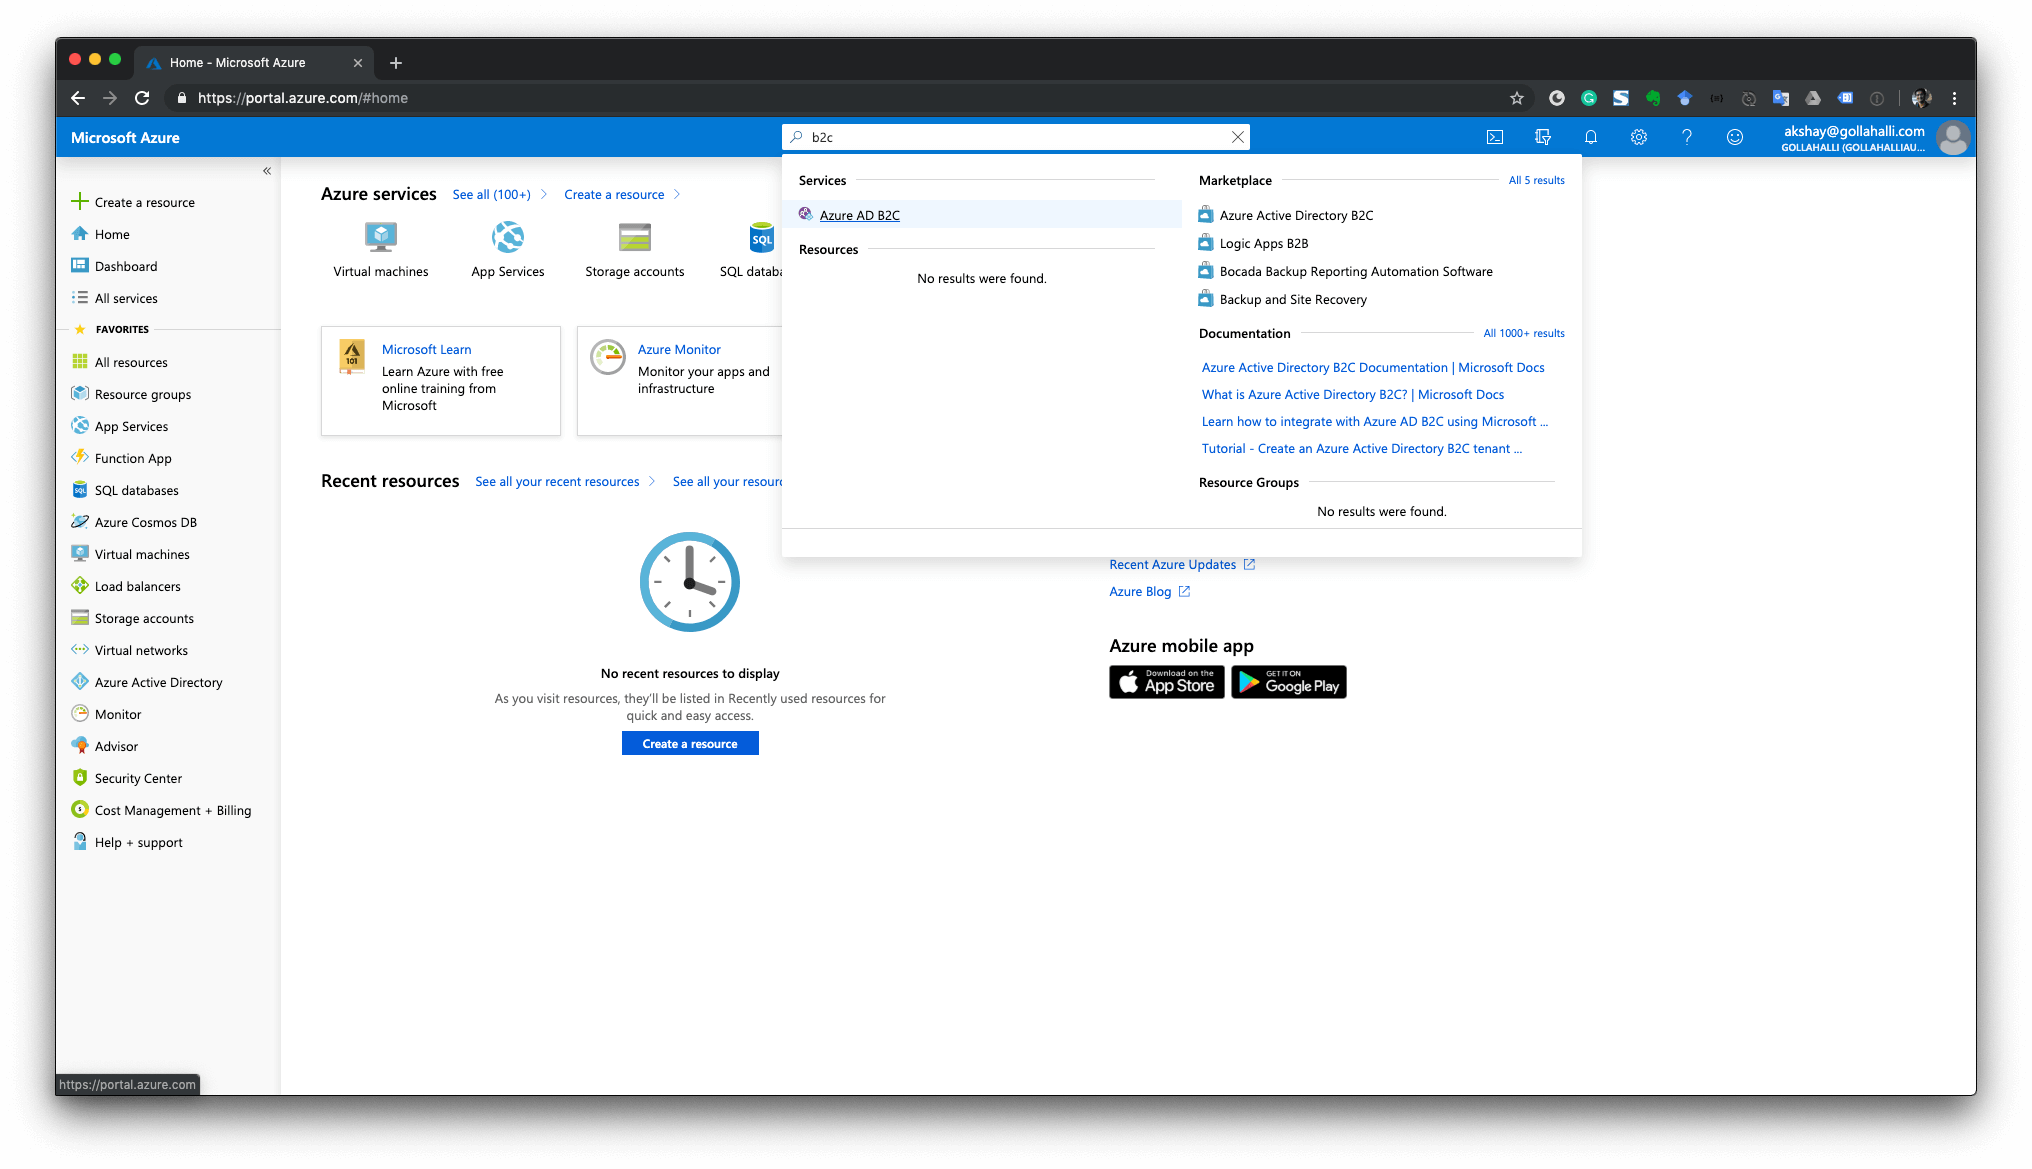 Home - Microsoft Azure
https://portal.azure.com/#home
Microsoft Azure
b2c
akshay@gollahalli.com
GOLLAHALLI (GOLLAHALLIAU...
Create a resource
Home
Dashboard
All services
FAVORITES
All resources
Resource groups
App Services
Function App
SQL databases
Azure Cosmos DB
Virtual machines
Load balancers
Storage accounts
Virtual networks
Azure Active Directory
Monitor
Advisor
Security Center
Cost Management + Billing
Help + support
https://portal.azure.com
Azure services
See all (100+)
Create a resource
Virtual machines
App Services
Storage accounts
SQL
SQL databa
101
Microsoft Learn
Learn Azure with free
online training from
Microsoft
Azure Monitor
Monitor your apps and
infrastructure
Recent resources
See all your recent resources
See all your resourc
No recent resources to display
As you visit resources, they'll be listed in Recently used resources for
quick and easy access.
Create a resource
Services
Azure AD B2C
Resources
No results were found.
Marketplace
All 5 results
Azure Active Directory B2C
Logic Apps B2B
Bocada Backup Reporting Automation Software
Backup and Site Recovery
Documentation
All 1000+ results
Azure Active Directory B2C Documentation | Microsoft Docs
What is Azure Active Directory B2C? | Microsoft Docs
Learn how to integrate with Azure AD B2C using Microsoft ...
Tutorial - Create an Azure Active Directory B2C tenant ...
Resource Groups
No results were found.
Recent Azure Updates
Azure Blog
Azure mobile app
Download on the
App Store
GET IT ON
Google Play